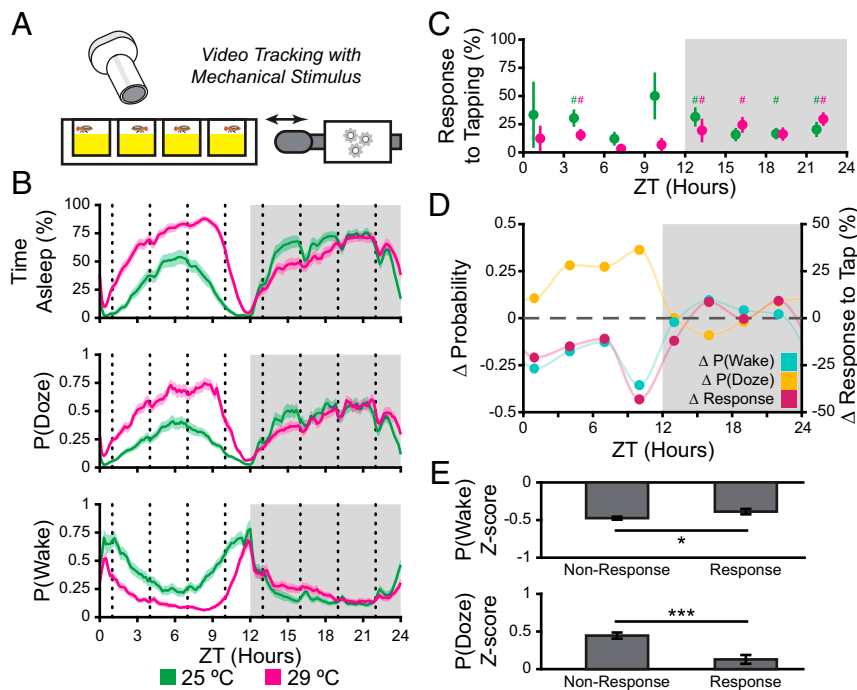 A
Video Tracking with
Mechanical Stimulus
B
Time
Asleep (%)
100
75
50
25
0
P(Doze)
1
0.75
0.5
0.25
0
P(Wake)
1
0.75
0.5
0.25
0
0 3 6 9 12 15 18 21 24
ZT (Hours)
25 ºC 29 ºC
C
Response
to Tapping (%)
100
75
50
25
0
## ## # # ##
0 3 6 9 12 15 18 21 24
ZT (Hours)
D
Δ Probability
0.5
0.25
0
-0.25
-0.5
50
25
0
-25
-50
Δ Response to Tap (%)
Δ P(Wake)
Δ P(Doze)
Δ Response
0 6 12 18 24
ZT (Hours)
E
P(Wake)
Z-score
0
-0.5
-1
*
Non-Response Response
P(Doze)
Z-score
1
0.5
0
***
Non-Response Response